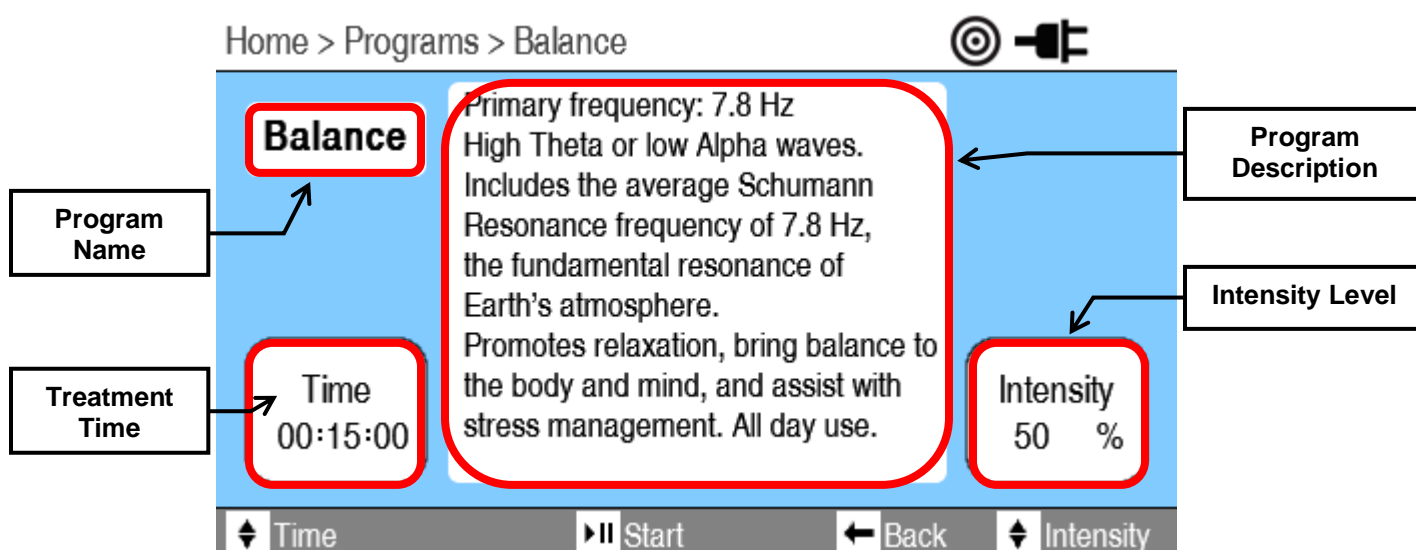 Home > Programs > Balance
Balance
Primary frequency: 7.8 Hz
High Theta or low Alpha waves.
Includes the average Schumann
Resonance frequency of 7.8 Hz,
the fundamental resonance of
Earth's atmosphere.
Promotes relaxation, bring balance to
the body and mind, and assist with
stress management. All day use.
Program
Description
Program
Name
Intensity Level
Treatment
Time
Time
00:15:00
Intensity
50 %
Time
Start
Back
Intensity